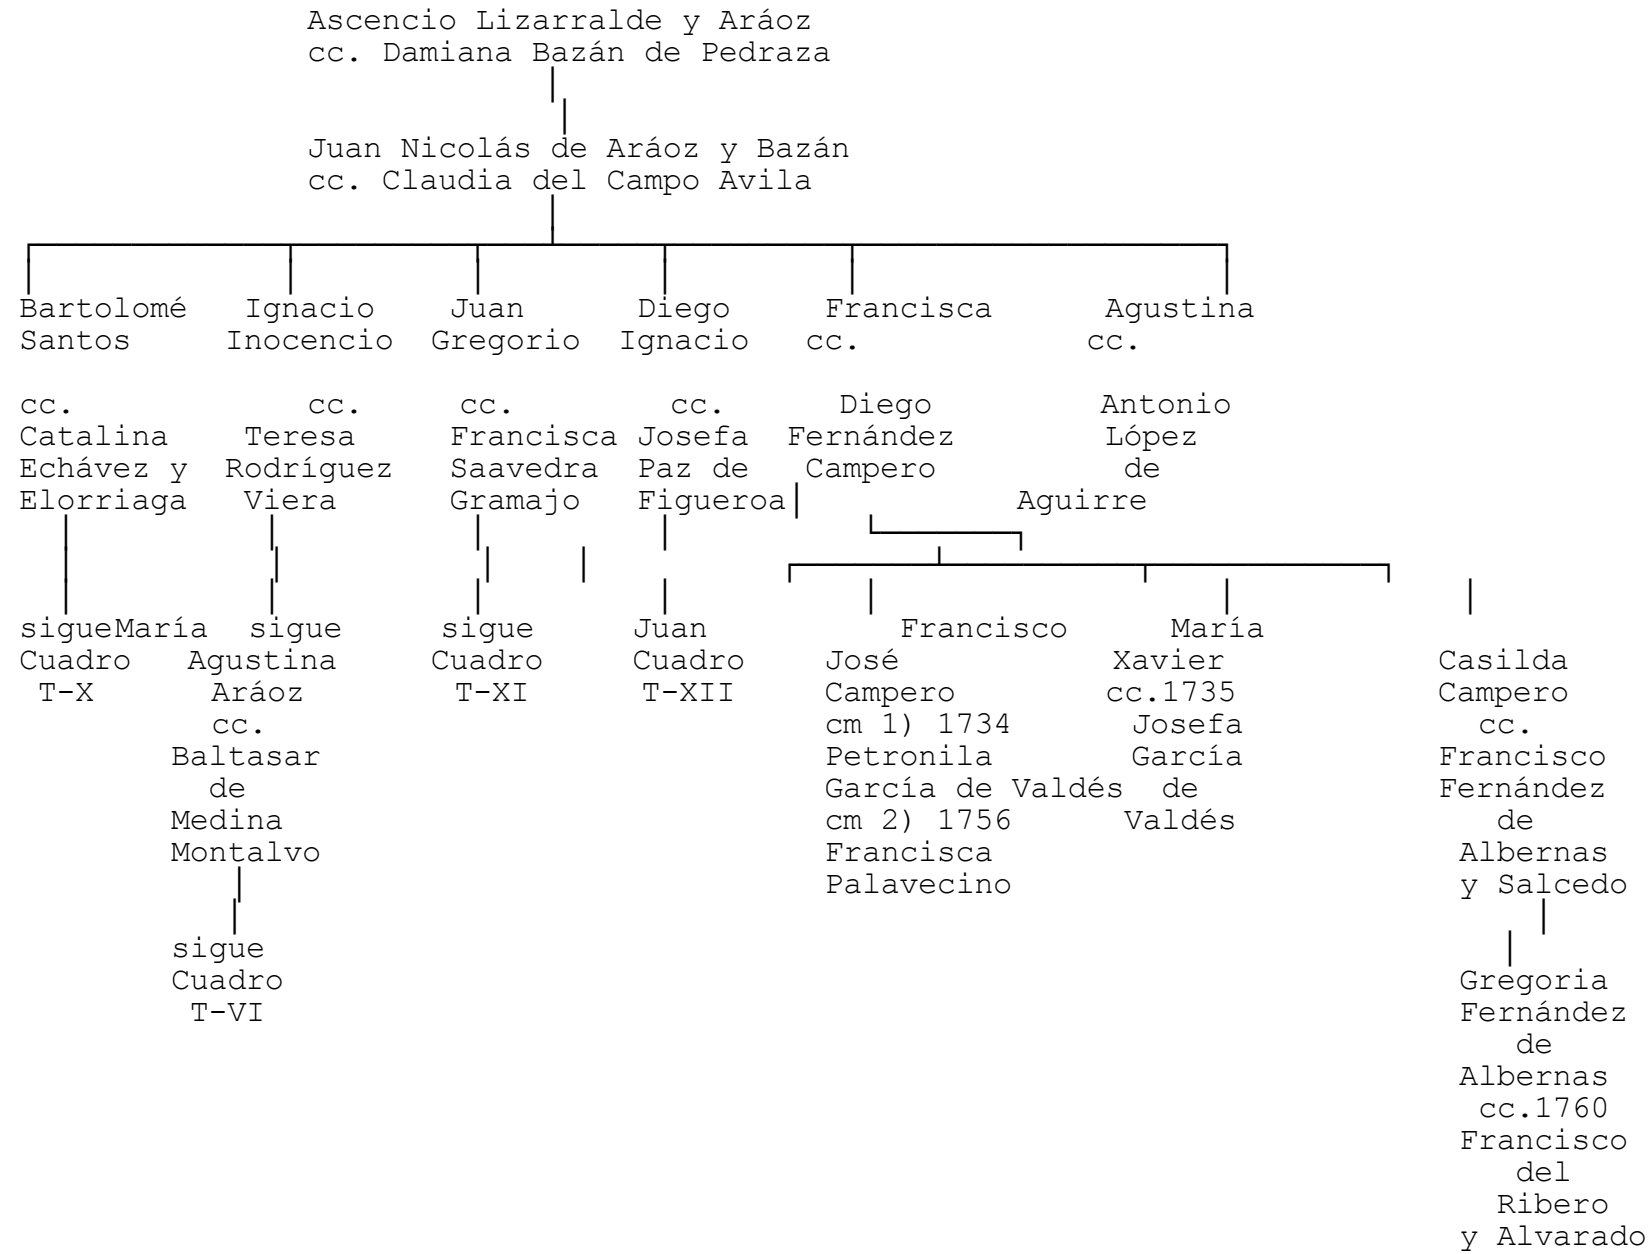 Ascencio Lizarralde y Aráoz
cc. Damiana Bazán de Pedraza
Juan Nicolás de Aráoz y Bazán
cc. Claudia del Campo Avila
Bartolomé Ignacio Juan Diego Francisca Agustina
Santos Inocencio Gregorio Ignacio cc. cc.
cc. cc. cc. cc. Diego Antonio
Catalina Teresa Francisca Josefa Fernández López
Echávez y Rodríguez Saavedra Paz de Campero de
Elorriaga Viera Gramajo Figueroa Aguirre
sigueMaría sigue sigue Juan Francisco María
Cuadro Agustina Cuadro Cuadro José Xavier Casilda
T-X Aráoz T-XI T-XII Campero cc.1735 Campero
cc. cm 1) 1734 Josefa cc.
Baltasar Petronila García Francisco
de García de Valdés de Fernández
Medina cm 2) 1756 Valdés de
Montalvo Francisca Albernas
Palavecino y Salcedo
sigue
Cuadro Gregoria
T-VI Fernández
de
Albernas
cc.1760
Francisco
del
Ribero
y Alvarado